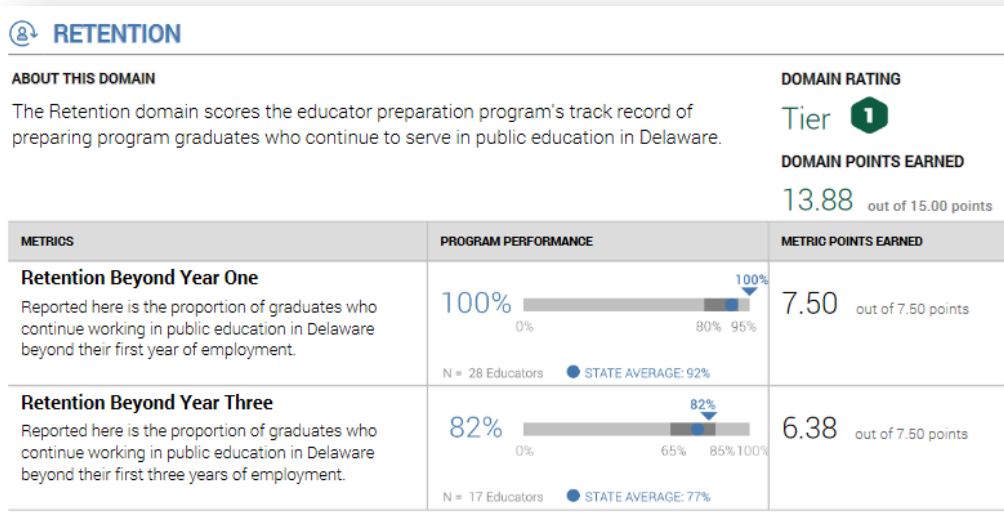 RETENTION
ABOUT THIS DOMAIN
The Retention domain scores the educator preparation program's track record of
preparing program graduates who continue to serve in public education in Delaware.
DOMAIN RATING
Tier 1
DOMAIN POINTS EARNED
13.88 out of 15.00 points
METRICS PROGRAM PERFORMANCE METRIC POINTS EARNED
Retention Beyond Year One
Reported here is the proportion of graduates who
continue working in public education in Delaware
beyond their first year of employment.
100%
100%
0% 80% 95%
N = 28 Educators STATE AVERAGE: 92%
7.50 out of 7.50 points
Retention Beyond Year Three
Reported here is the proportion of graduates who
continue working in public education in Delaware
beyond their first three years of employment.
82%
82%
0% 65% 85% 100%
N = 17 Educators STATE AVERAGE: 77%
6.38 out of 7.50 points